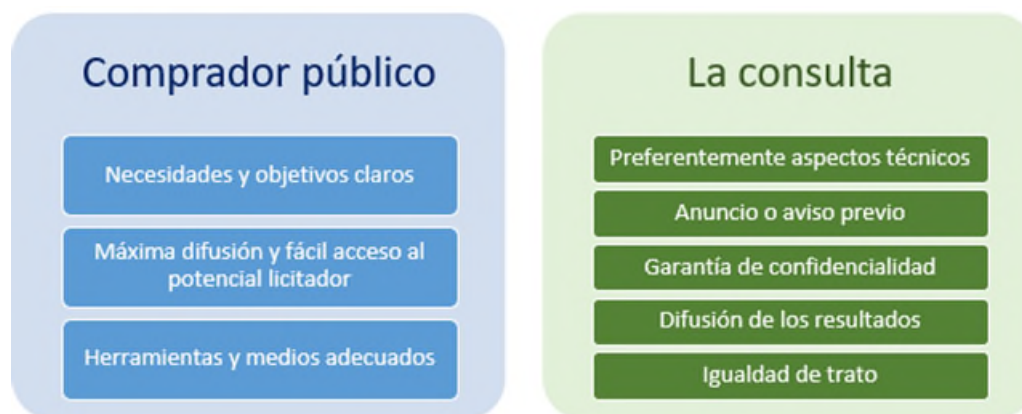 Comprador público
Necesidades y objetivos claros
Máxima difusión y fácil acceso al
potencial licitador
Herramientas y medios adecuados
La consulta
Preferentemente aspectos técnicos
Anuncio o aviso previo
Garantía de confidencialidad
Difusión de los resultados
Igualdad de trato